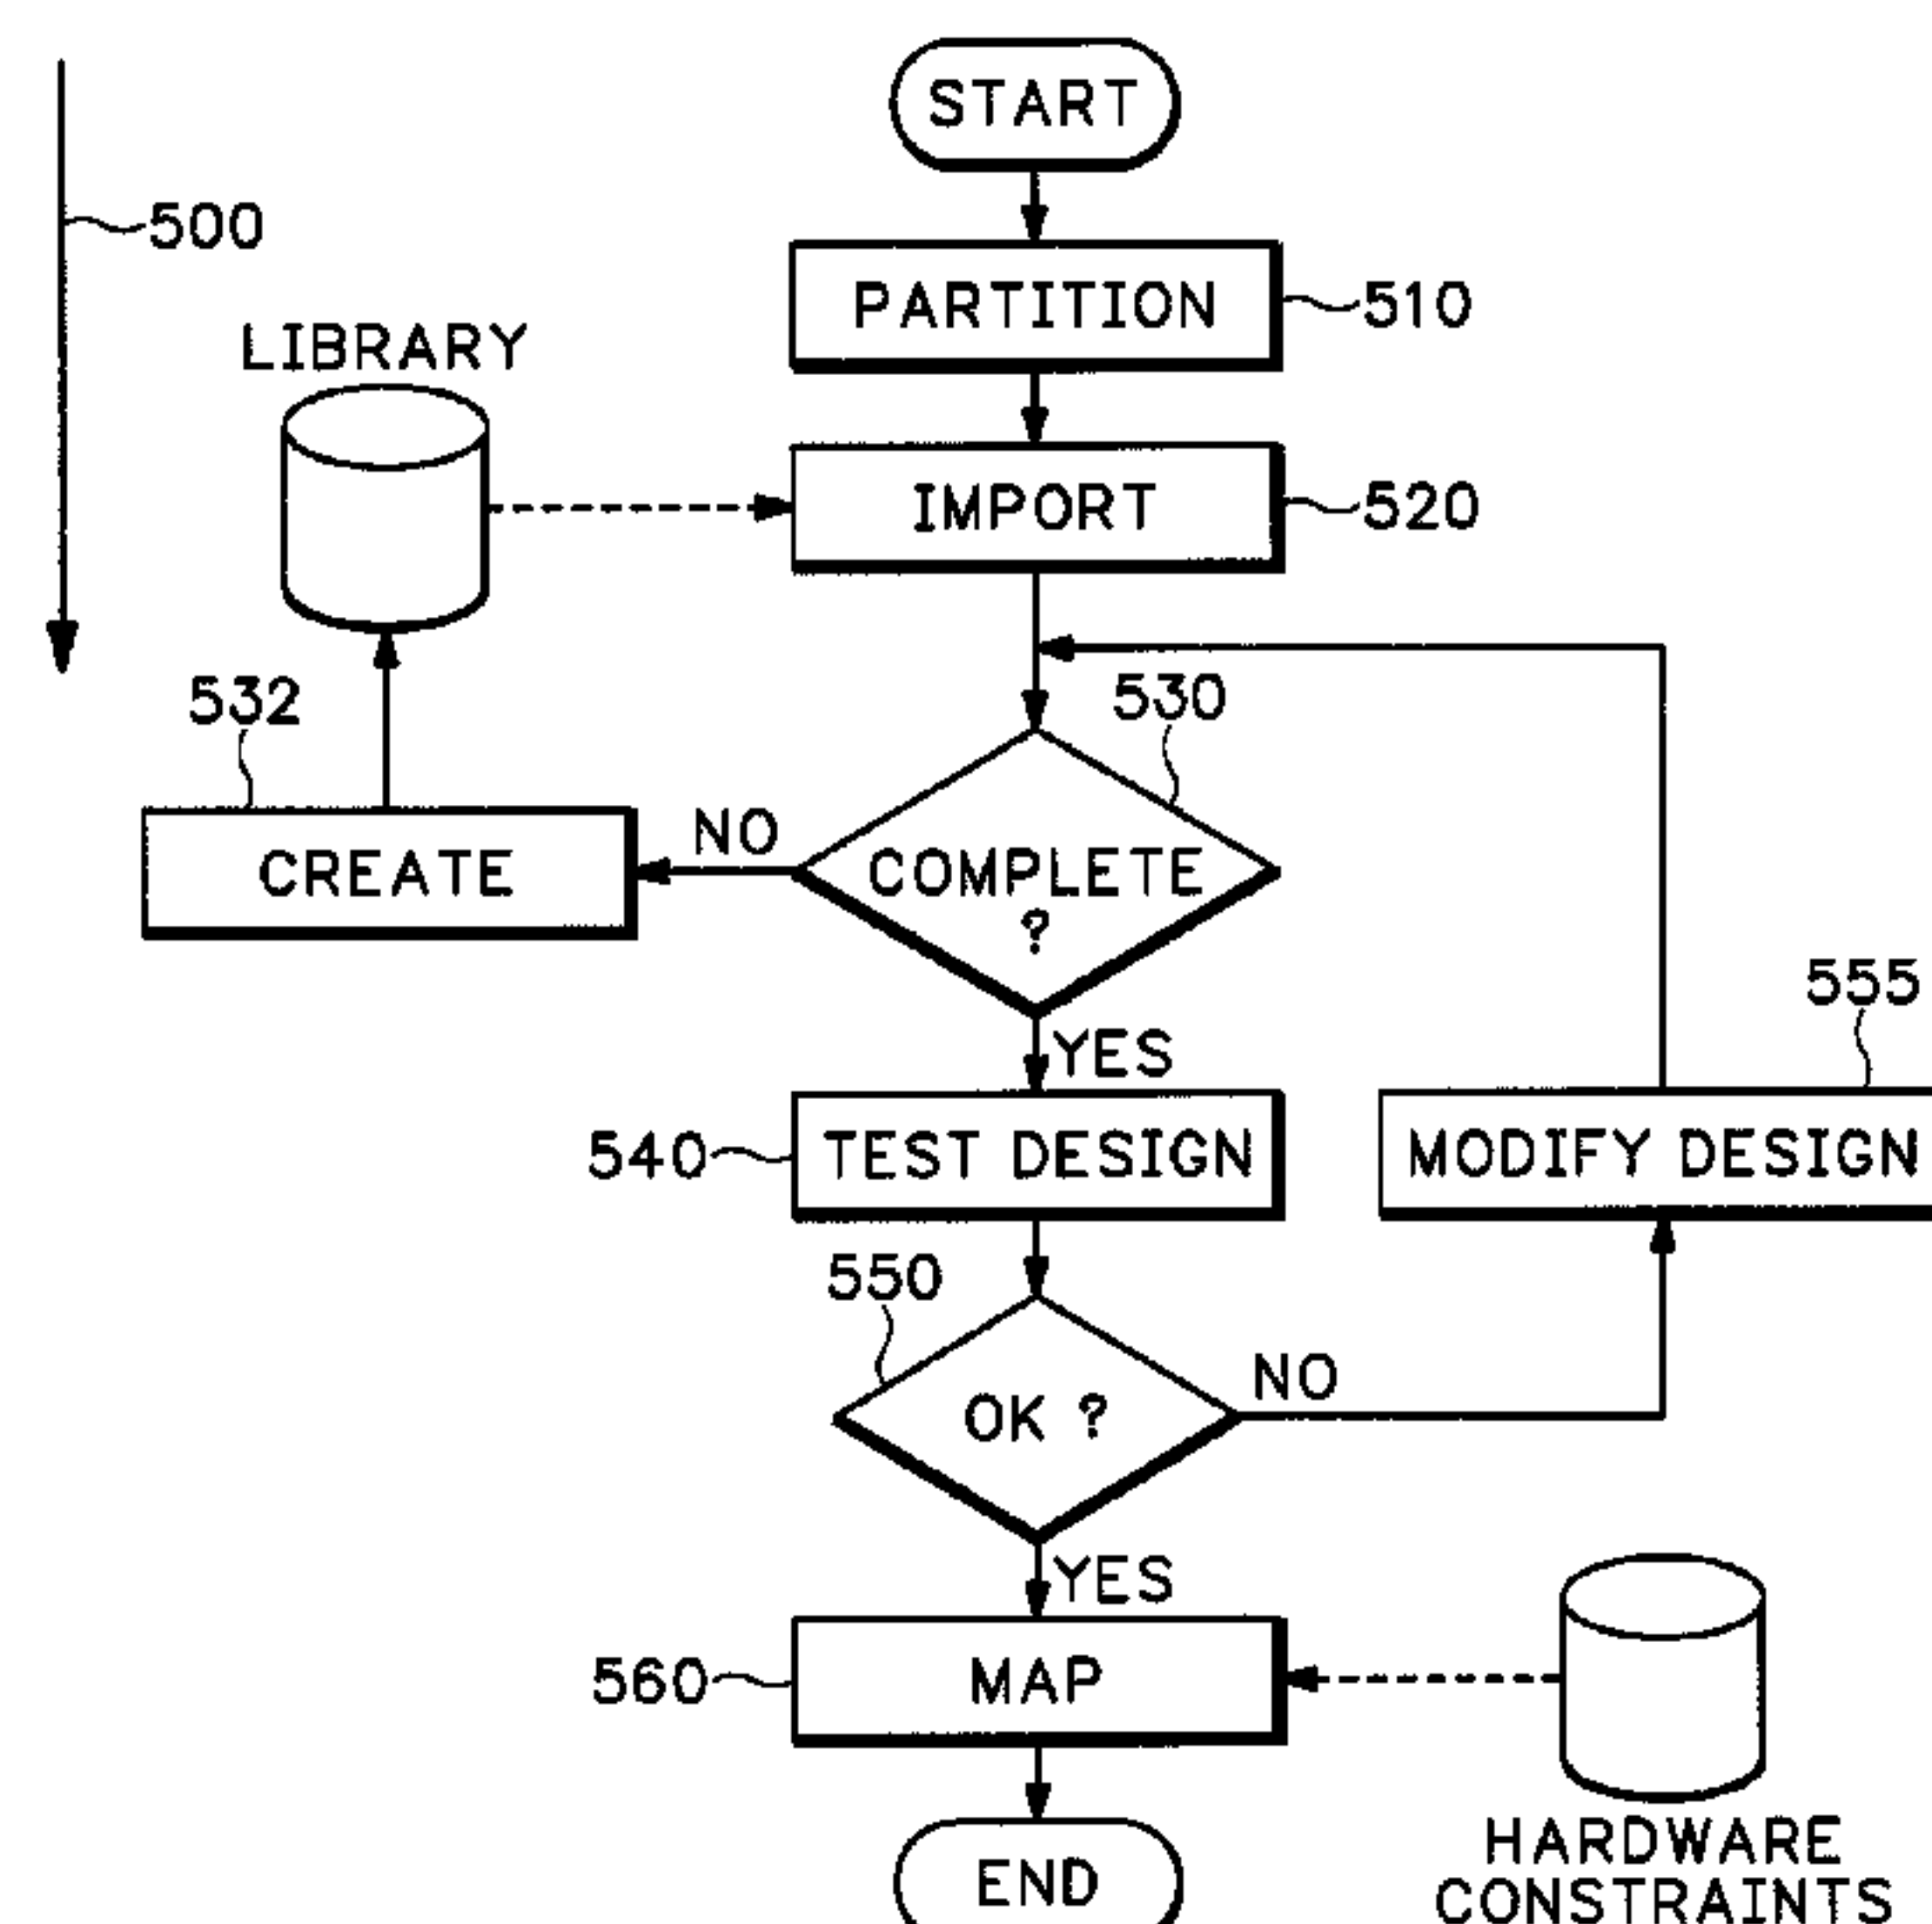 START
500
PARTITION
510
LIBRARY
IMPORT
520
532
530
NO
CREATE
COMPLETE
?
555
YES
540
TEST DESIGN
MODIFY DESIGN
550
NO
OK ?
YES
560
MAP
HARDWARE
CONSTRAINTS
END